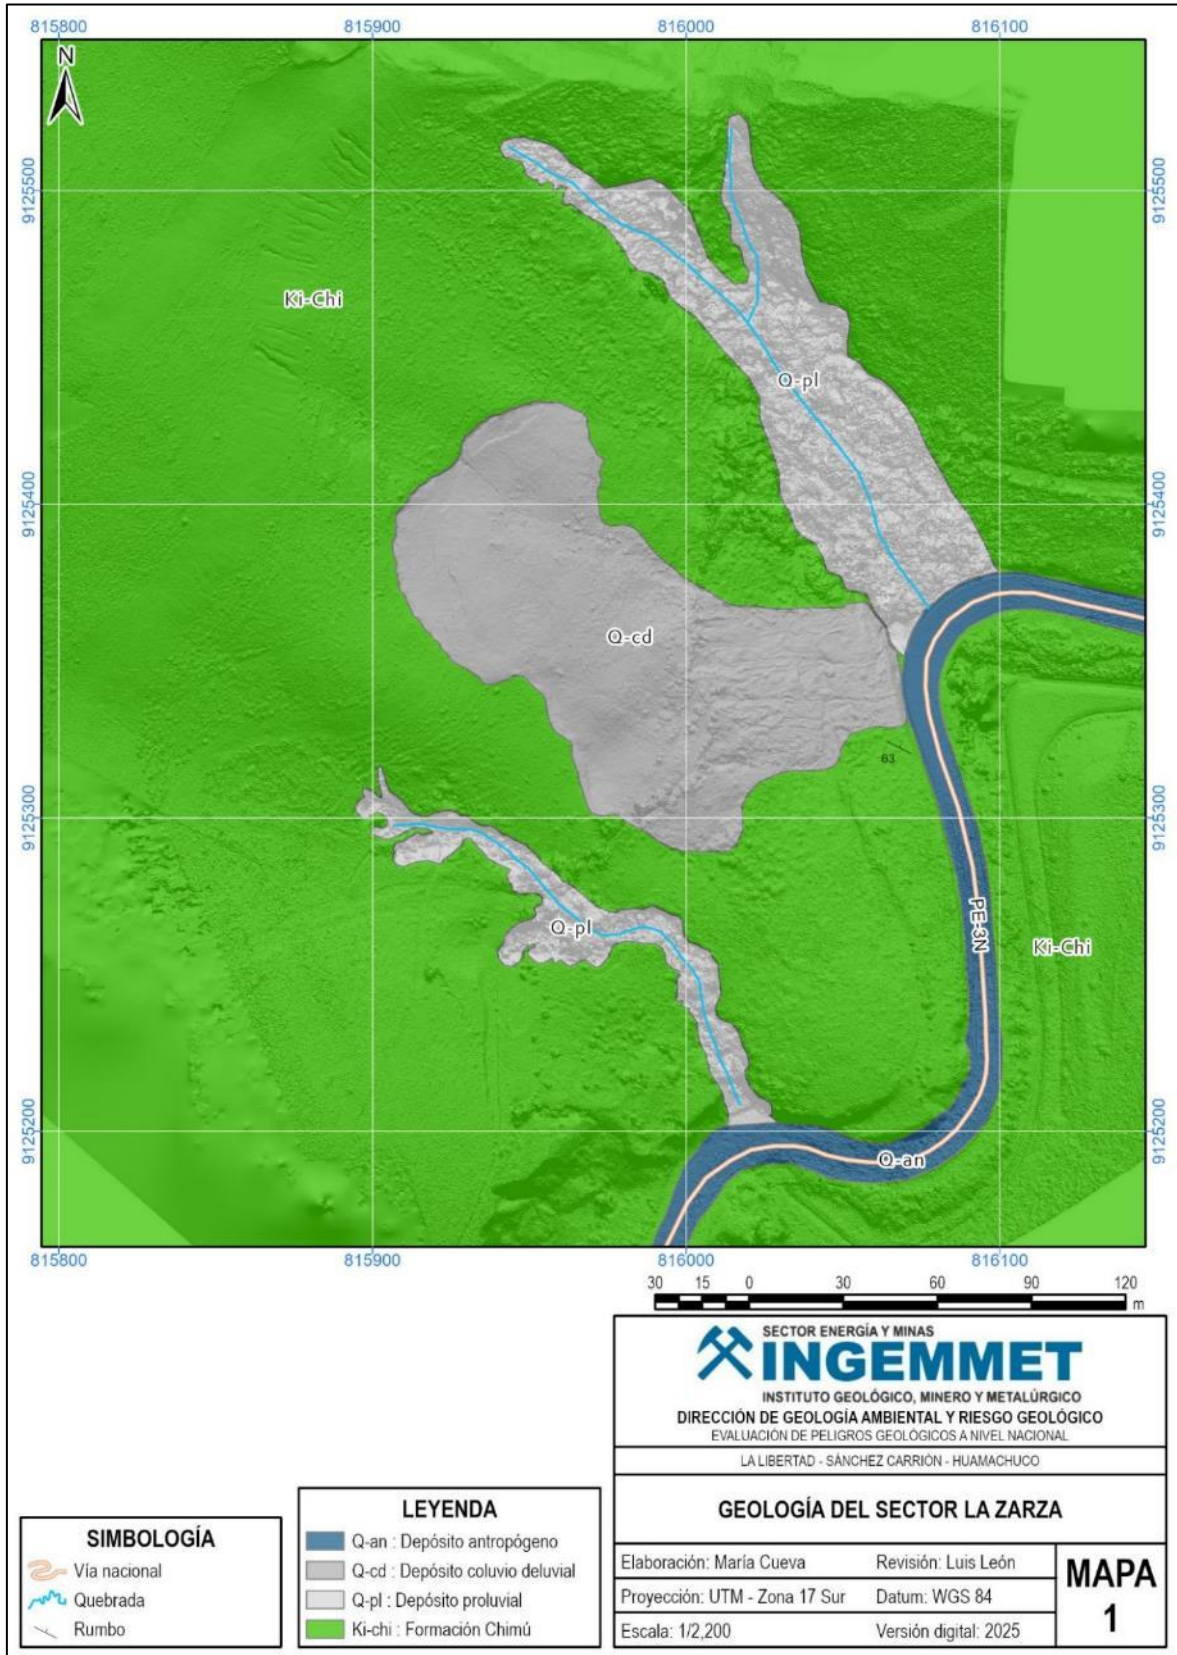 815800 815900 816000 816100
N
9125500 9125500
Ki-Chi
Q-pl
9125400 9125400
Q-cd
63
9125300 9125300
Q-pl
PE-3N
Ki-Chi
9125200 9125200
Q-an
815800 815900 816000 816100
30 15 0 30 60 90 120
m
SECTOR ENERGÍA Y MINAS
INGEMMET
INSTITUTO GEOLÓGICO, MINERO Y METALÚRGICO
DIRECCIÓN DE GEOLOGÍA AMBIENTAL Y RIESGO GEOLÓGICO
EVALUACIÓN DE PELIGROS GEOLÓGICOS A NIVEL NACIONAL
LA LIBERTAD - SÁNCHEZ CARRIÓN - HUAMACHUCO
GEOLOGÍA DEL SECTOR LA ZARZA
Elaboración: María Cueva Revisión: Luis León
Proyección: UTM - Zona 17 Sur Datum: WGS 84
Escala: 1/2,200 Versión digital: 2025
MAPA
1
LEYENDA
Q-an : Depósito antropógeno
Q-cd : Depósito coluvio deluvial
Q-pl : Depósito proluvial
Ki-chi : Formación Chimú
SIMBOLOGÍA
Vía nacional
Quebrada
Rumbo